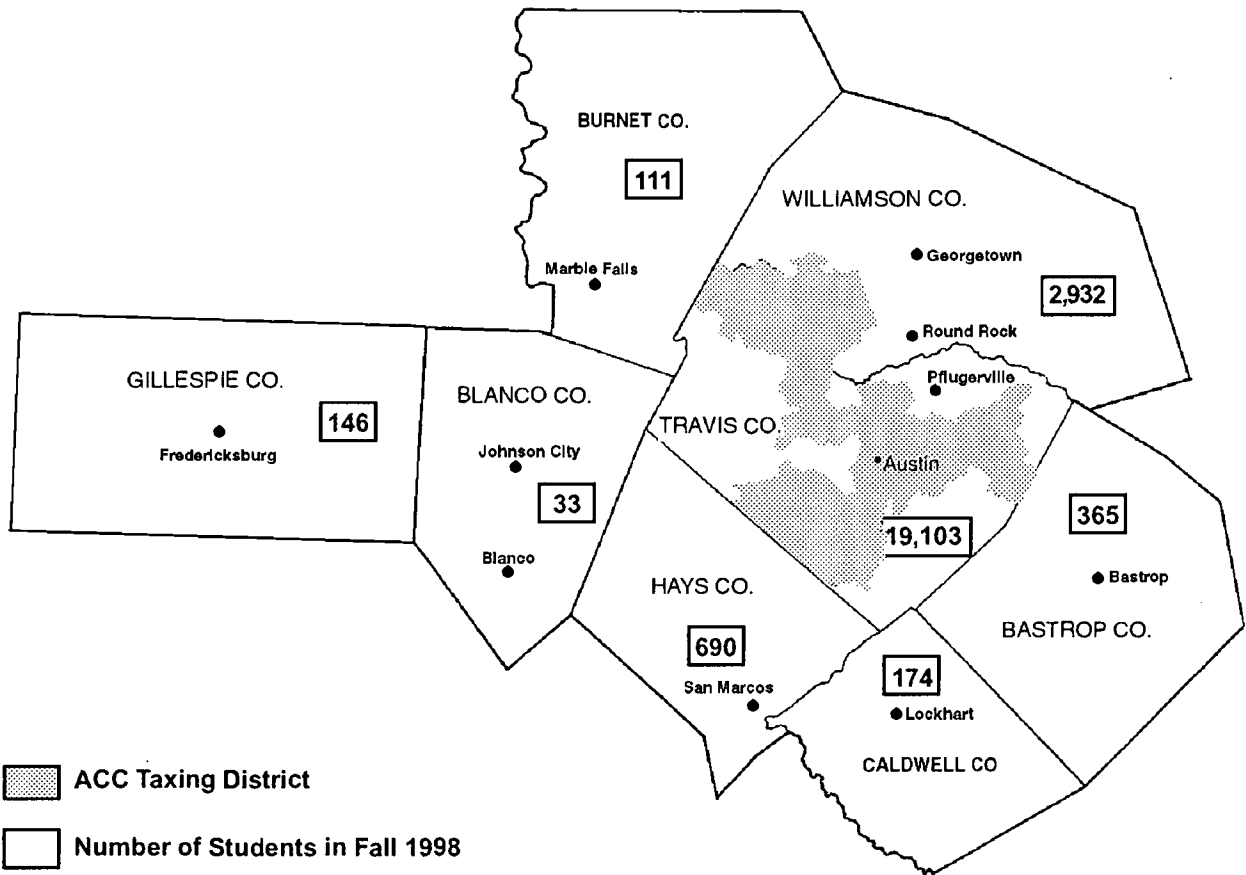 BURNET CO.
111
Marble Falls
WILLIAMSON CO.
Georgetown
2,932
Round Rock
Pflugerville
GILLESPIE CO.
146
Fredericksburg
BLANCO CO.
Johnson City
33
Blanco
TRAVIS CO.
Austin
19,103
365
Bastrop
BASTROP CO.
HAYS CO.
690
San Marcos
174
Lockhart
CALDWELL CO
ACC Taxing District
Number of Students in Fall 1998